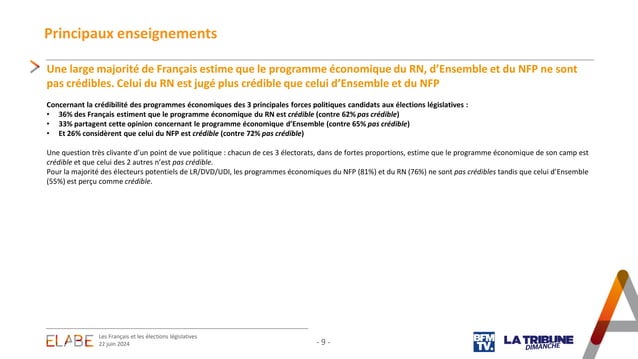 Principaux enseignements
Une large majorité de Français estime que le programme économique du RN, d’Ensemble et du NFP ne sont
pas crédibles. Celui du RN est jugé plus crédible que celui d’Ensemble et du NFP
Concernant la crédibilité des programmes économiques des 3 principales forces politiques candidats aux élections législatives :
• 36% des Français estiment que le programme économique du RN est crédible (contre 62% pas crédible)
• 33% partagent cette opinion concernant le programme économique d’Ensemble (contre 65% pas crédible)
• Et 26% considèrent que celui du NFP est crédible (contre 72% pas crédible)
Une question très clivante d’un point de vue politique : chacun de ces 3 électorats, dans de fortes proportions, estime que le programme économique de son camp est
crédible et que celui des 2 autres n’est pas crédible.
Pour la majorité des électeurs potentiels de LR/DVD/UDI, les programmes économiques du NFP (81%) et du RN (76%) ne sont pas crédibles tandis que celui d’Ensemble
(55%) est perçu comme crédible.
ELABE
Les Français et les élections législatives
22 juin 2024
- 9 -
BFM
TV.
LA TRIBUNE
DIMANCHE